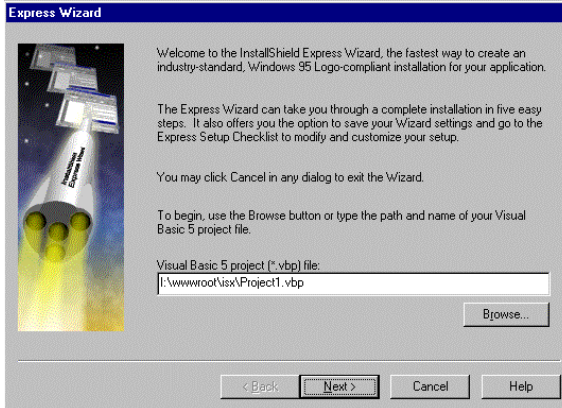 Express Wizard
Welcome to the InstallShield Express Wizard, the fastest way to create an
industry-standard, Windows 95 Logo-compliant installation for your application.
The Express Wizard can take you through a complete installation in five easy
steps. It also offers you the option to save your Wizard settings and go to the
Express Setup Checklist to modify and customize your setup.
You may click Cancel in any dialog to exit the Wizard.
To begin, use the Browse button or type the path and name of your Visual
Basic 5 project file.
Visual Basic 5 project (*.vbp) file:
I:\wwwroot\isx\Project1.vbp
Browse...
InstallShield
Express Wizard
< Back
Next >
Cancel
Help